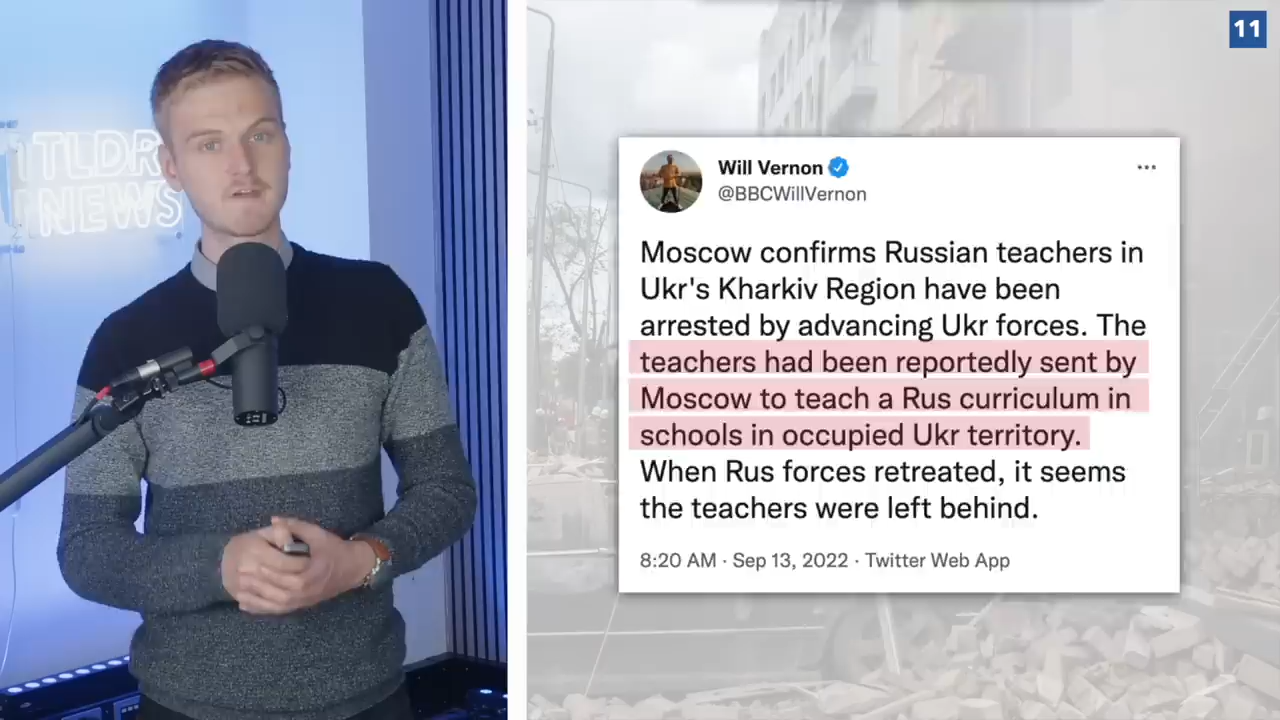 TLDR
NEWS
11
Will Vernon
@BBCWillVernon
Moscow confirms Russian teachers in
Ukr's Kharkiv Region have been
arrested by advancing Ukr forces. The
teachers had been reportedly sent by
Moscow to teach a Rus curriculum in
schools in occupied Ukr territory.
When Rus forces retreated, it seems
the teachers were left behind.
8:20 AM · Sep 13, 2022 · Twitter Web App